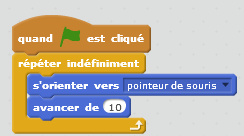 quand est cliqué
répéter indéfiniment
s'orienter vers pointeur de souris
avancer de 10